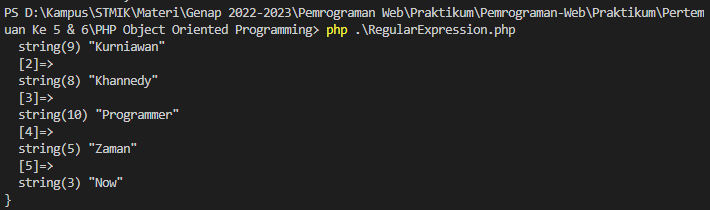 PS D:\Kampus\STMIK\Materi\Genap 2022-2023\Pemrograman Web\Praktikum\Pemrograman-Web\Praktikum\Pertem
uan Ke 5 & 6\PHP Object Oriented Programming> php .\RegularExpression.php
  string(9) "Kurniawan"
  [2]=>
  string(8) "Khannedy"
  [3]=>
  string(10) "Programmer"
  [4]=>
  string(5) "Zaman"
  [5]=>
  string(3) "Now"
}